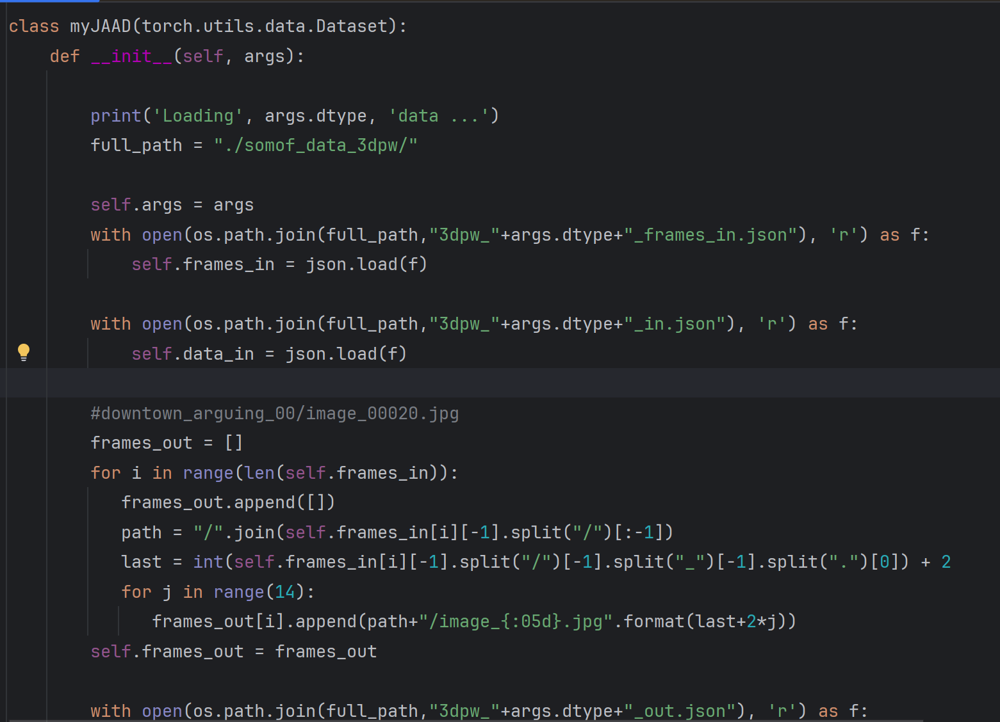 class myJAAD(torch.utils.data.Dataset):
    def __init__(self, args):

        print('Loading', args.dtype, 'data ...')
        full_path = "./somof_data_3dpw/"

        self.args = args
        with open(os.path.join(full_path,"3dpw_"+args.dtype+"_frames_in.json"), 'r') as f:
            self.frames_in = json.load(f)

        with open(os.path.join(full_path,"3dpw_"+args.dtype+"_in.json"), 'r') as f:
            self.data_in = json.load(f)

        #downtown_arguing_00/image_00020.jpg
        frames_out = []
        for i in range(len(self.frames_in)):
           frames_out.append([])
           path = "/".join(self.frames_in[i][-1].split("/")[:-1])
           last = int(self.frames_in[i][-1].split("/")[-1].split("_")[-1].split(".")[0]) + 2
           for j in range(14):
              frames_out[i].append(path+"/image_{:05d}.jpg".format(last+2*j))
        self.frames_out = frames_out

        with open(os.path.join(full_path,"3dpw_"+args.dtype+"_out.json"), 'r') as f: